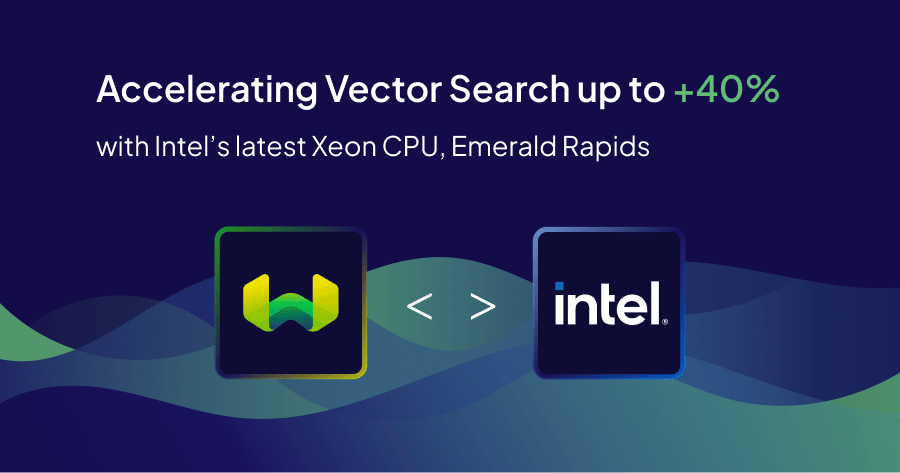 Accelerating Vector Search up to +40%
with Intel’s latest Xeon CPU, Emerald Rapids
< >
intel®